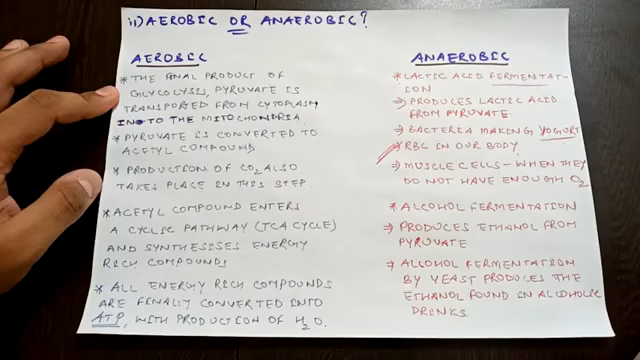 ii) AEROBIC OR ANAEROBIC?
AEROBIC
* THE FINAL PRODUCT OF
GLYCOLYSIS, PYRUVATE IS
TRANSPORTED FROM CYTOPLASM
INTO THE MITOCHONDRIA.
* PYRUVATE IS CONVERTED TO
ACETYL COMPOUND
* PRODUCTION OF CO2 ALSO
TAKES PLACE IN THIS STEP
* ACETYL COMPOUND ENTERS
A CYCLIC PATHWAY (TCA CYCLE)
AND SYNTHESISES ENERGY
RICH COMPOUNDS
* ALL ENERGY RICH COMPOUNDS
ARE FINALLY CONVERTED INTO
ATP, WITH PRODUCTION OF H2O.
ANAEROBIC
* LACTIC ACID FERMENTAT-
ION
⇒ PRODUCES LACTIC ACID
FROM PYRUVATE.
⇒ BACTERIA MAKING YOGURT
⇒ RBC IN OUR BODY
⇒ MUSCLE CELLS - WHEN THEY
DO NOT HAVE ENOUGH O2
* ALCOHOL FERMENTATION
⇒ PRODUCES ETHANOL FROM
PYRUVATE
⇒ ALCOHOL FERMENTATION
BY YEAST PRODUCES THE
ETHANOL FOUND IN ALCOHOLIC
DRINKS